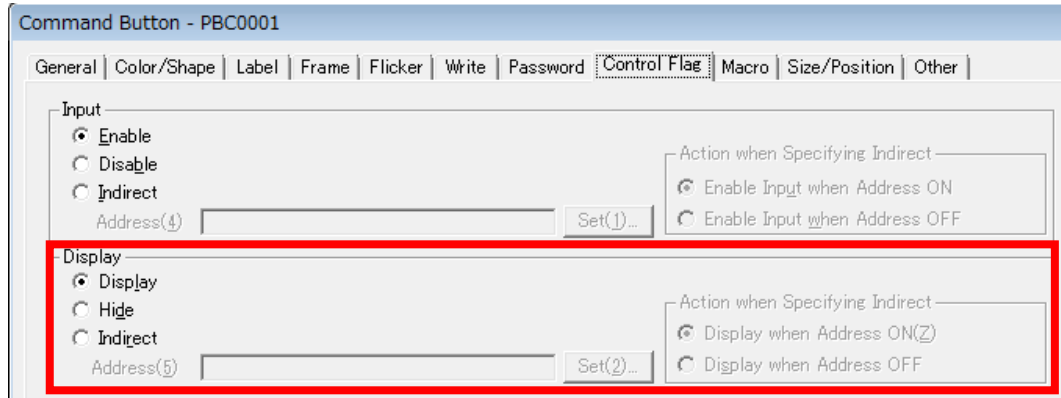 Command Button - PBC0001
General Color/Shape Label Frame Flicker Write Password Control Flag Macro Size/Position Other
Input
Enable
Disable
Indirect
Address(4) Set(1)...
Action when Specifying Indirect
Enable Input when Address ON
Enable Input when Address OFF
Display
Display
Hide
Indirect
Address(5) Set(2)...
Action when Specifying Indirect
Display when Address ON(Z)
Display when Address OFF